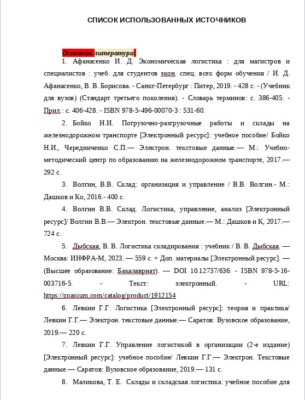 СПИСОК ИСПОЛЬЗОВАННЫХ ИСТОЧНИКОВ
Основная литература
1. Афанасенко И. Д. Экономическая логистика : для магистров и
специалистов : учеб. для студентов экон. спец. всех форм обучения / И. Д.
Афанасенко, В. В. Борисова. - Санкт-Петербург : Питер, 2019. - 428 с. - (Учебник
для вузов) (Стандарт третьего поколения). - Словарь терминов: с. 386-405. -
Прил.: с. 406-428. - ISBN 978-5-496-00070-3 : 531-60.
2. Бойко Н.И. Погрузочно-разгрузочные работы и склады на
железнодорожном транспорте [Электронный ресурс]: учебное пособие/ Бойко
Н.И., Чередниченко С.П.— Электрон. текстовые данные.— М.: Учебно-
методический центр по образованию на железнодорожном транспорте, 2017.—
292 с.
3. Волгин, В.В. Склад: организация и управление / В.В. Волгин.- М.:
Дашков и Ко, 2016.- 400 с.
4. Волгин В.В. Склад. Логистика, управление, анализ [Электронный
ресурс]/ Волгин В.В.— Электрон. текстовые данные.— М.: Дашков и К, 2017.—
724 с.
5. Дыбская, В. В. Логистика складирования : учебник / В. В. Дыбская. —
Москва: ИНФРА-М, 2023. — 559 с. + Доп. материалы [Электронный ресурс]. —
(Высшее образование: Бакалавриат). — DOI 10.12737/636. - ISBN 978-5-16-
003716-5. - Текст: электронный. - URL:
https://znanium.com/catalog/product/1912154
6. Левкин Г.Г. Логистика [Электронный ресурс]: теория и практика/
Левкин Г.Г.— Электрон. текстовые данные.— Саратов: Вузовское образование,
2019.— 220 с.
7. Левкин Г.Г. Управление логистикой в организации (2-е издание)
[Электронный ресурс]: учебное пособие/ Левкин Г.Г.— Электрон. Текстовые
данные.— Саратов: Вузовское образование, 2019.— 131 с.
8. Маликова, Т. Е. Склады и складская логистика: учебное пособие для